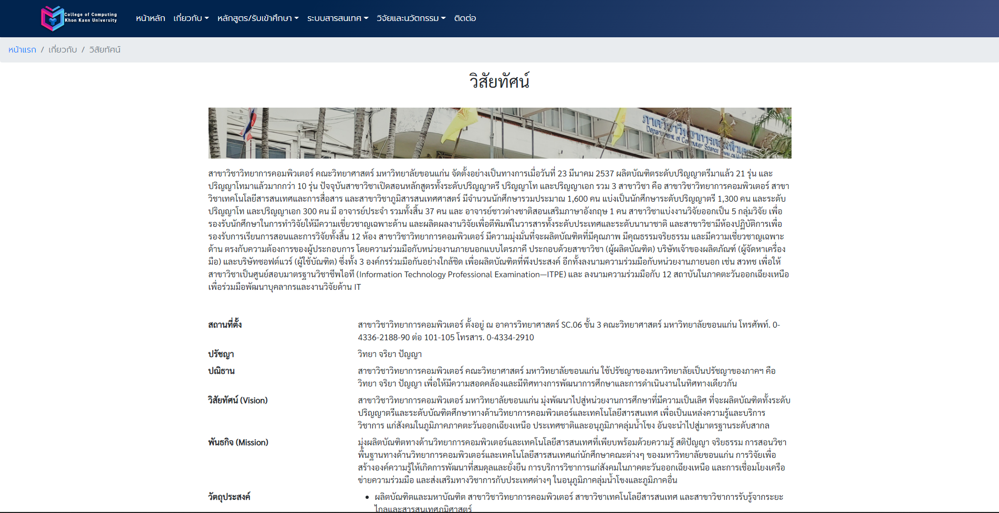 College of Computing
Khon Kaen University
หน้าหลัก เกี่ยวกับ หลักสูตร/รับเข้าศึกษา ระบบสารสนเทศ วิจัยและนวัตกรรม ติดต่อ
หน้าแรก / เกี่ยวกับ / วิสัยทัศน์
วิสัยทัศน์
ภาควิชาวิทยาการคอมพิวเตอร์
Department of Computer Science
สาขาวิชาวิทยาการคอมพิวเตอร์ คณะวิทยาศาสตร์ มหาวิทยาลัยขอนแก่น จัดตั้งอย่างเป็นทางการเมื่อวันที่ 23 มีนาคม 2537 ผลิตบัณฑิตระดับปริญญาตรีมาแล้ว 21 รุ่น และ
ปริญญาโทมาแล้วมากกว่า 10 รุ่น ปัจจุบันสาขาวิชาเปิดสอนหลักสูตรทั้งระดับปริญญาตรี ปริญญาโท และปริญญาเอก รวม 3 สาขาวิชา คือ สาขาวิชาวิทยาการคอมพิวเตอร์ สาขา
วิชาเทคโนโลยีสารสนเทศและการสื่อสาร และสาขาวิชาภูมิสารสนเทศศาสตร์ มีจำนวนนักศึกษารวมประมาณ 1,600 คน แบ่งเป็นนักศึกษาระดับปริญญาตรี 1,300 คน และระดับ
ปริญญาโท และปริญญาเอก 300 คน มี อาจารย์ประจำ รวมทั้งสิ้น 37 คน และ อาจารย์ชาวต่างชาติสอนเสริมภาษาอังกฤษ 1 คน สาขาวิชาแบ่งงานวิจัยออกเป็น 5 กลุ่มวิจัย เพื่อ
รองรับนักศึกษาในการทำวิจัยให้มีความเชี่ยวชาญเฉพาะด้าน และผลิตผลงานวิจัยเพื่อตีพิมพ์ในวารสารทั้งระดับประเทศและระดับนานาชาติ และสาขาวิชามีห้องปฏิบัติการเพื่อ
รองรับการเรียนการสอนและการวิจัยทั้งสิ้น 12 ห้อง สาขาวิชาวิทยาการคอมพิวเตอร์ มีความมุ่งมั่นที่จะผลิตบัณฑิตที่มีคุณภาพ มีคุณธรรมจริยธรรม และมีความเชี่ยวชาญเฉพาะ
ด้าน ตรงกับความต้องการของผู้ประกอบการ โดยความร่วมมือกับหน่วยงานภายนอกแบบไตรภาคี ประกอบด้วยสาขาวิชา (ผู้ผลิตบัณฑิต) บริษัทเจ้าของผลิตภัณฑ์ (ผู้จัดหาเครื่อง
มือ) และบริษัทซอฟต์แวร์ (ผู้ใช้บัณฑิต) ซึ่งทั้ง 3 องค์กรร่วมมือกันอย่างใกล้ชิด เพื่อผลิตบัณฑิตที่พึงประสงค์ อีกทั้งลงนามความร่วมมือกับหน่วยงานภายนอก เช่น สวทช เพื่อให้
สาขาวิชาเป็นศูนย์สอบมาตรฐานวิชาชีพไอที (Information Technology Professional Examination—ITPE) และ ลงนามความร่วมมือกับ 12 สถาบันในภาคตะวันออกเฉียงเหนือ
เพื่อร่วมมือพัฒนาบุคลากรและงานวิจัยด้าน IT
สถานที่ตั้ง สาขาวิชาวิทยาการคอมพิวเตอร์ ตั้งอยู่ ณ อาคารวิทยาศาสตร์ SC.06 ชั้น 3 คณะวิทยาศาสตร์ มหาวิทยาลัยขอนแก่น โทรศัพท์. 0-
4336-2188-90 ต่อ 101-105 โทรสาร. 0-4334-2910
ปรัชญา วิทยา จริยา ปัญญา
ปณิธาน สาขาวิชาวิทยาการคอมพิวเตอร์ คณะวิทยาศาสตร์ มหาวิทยาลัยขอนแก่น ใช้ปรัชญาของมหาวิทยาลัยเป็นปรัชญาของภาคฯ คือ
วิทยา จริยา ปัญญา เพื่อให้มีความสอดคล้องและมีทิศทางการพัฒนาการศึกษาและการดำเนินงานในทิศทางเดียวกัน
วิสัยทัศน์ (Vision) สาขาวิชาวิทยาการคอมพิวเตอร์ มหาวิทยาลัยขอนแก่น มุ่งพัฒนาไปสู่หน่วยงานการศึกษาที่มีความเป็นเลิศ ที่จะผลิตบัณฑิตทั้งระดับ
ปริญญาตรีและระดับบัณฑิตศึกษาทางด้านวิทยาการคอมพิวเตอร์และเทคโนโลยีสารสนเทศ เพื่อเป็นแหล่งความรู้และบริการ
วิชาการ แก่สังคมในภูมิภาคภาคตะวันออกเฉียงเหนือ ประเทศชาติและอนุภูมิภาคลุ่มน้ำโขง อันจะนำไปสู่มาตรฐานระดับสากล
พันธกิจ (Mission) มุ่งผลิตบัณฑิตทางด้านวิทยาการคอมพิวเตอร์และเทคโนโลยีสารสนเทศที่เพียบพร้อมด้วยความรู้ สติปัญญา จริยธรรม การสอนวิชา
พื้นฐานทางด้านวิทยาการคอมพิวเตอร์และเทคโนโลยีสารสนเทศแก่นักศึกษาคณะต่างๆ ของมหาวิทยาลัยขอนแก่น การวิจัยเพื่อ
สร้างองค์ความรู้ให้เกิดการพัฒนาที่สมดุลและยั่งยืน การบริการวิชาการแก่สังคมในภาคตะวันออกเฉียงเหนือ และการเชื่อมโยงเครือ
ข่ายความร่วมมือ และส่งเสริมทางวิชาการกับประเทศต่างๆ ในอนุภูมิภาคลุ่มน้ำโขงและภูมิภาคอื่น
วัตถุประสงค์ • ผลิตบัณฑิตและมหาบัณฑิต สาขาวิชาวิทยาการคอมพิวเตอร์ สาขาวิชาเทคโนโลยีสารสนเทศ และสาขาวิชาการรับรู้จากระยะ
ไกลและสารสนเทศภูมิศาสตร์